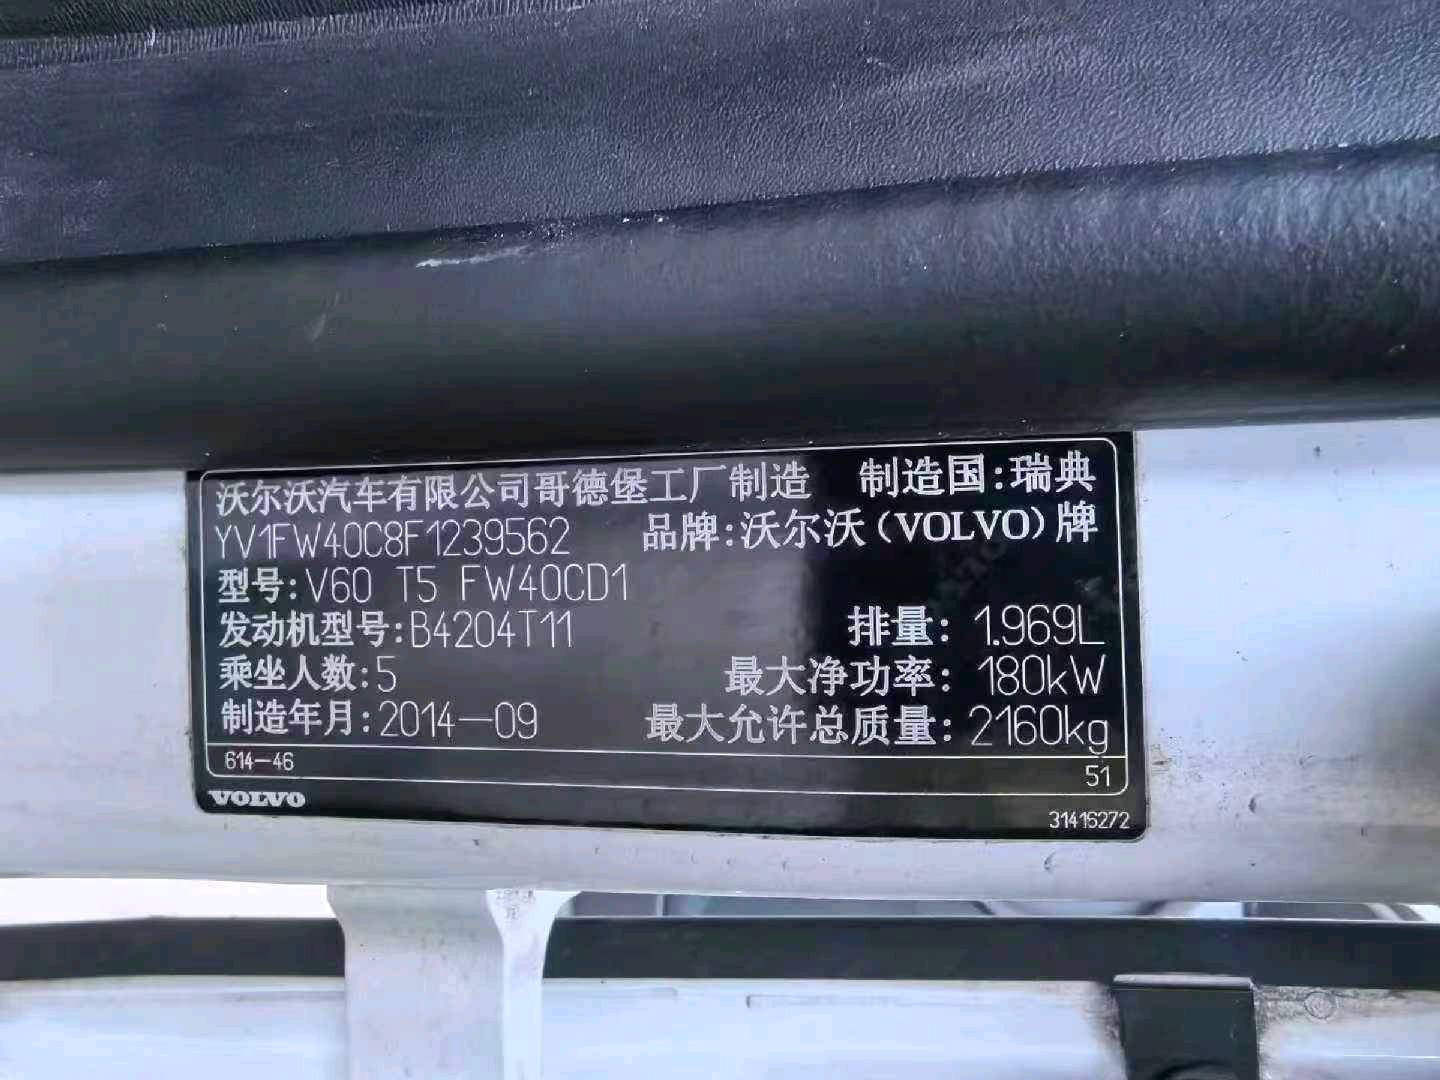 沃尔沃汽车有限公司哥德堡工厂制造 制造国:瑞典
YV1FW40C8F1239562 品牌:沃尔沃(VOLVO)牌
型号:V60 T5 FW40CD1
发动机型号:B4204T11 排量: 1.969L
乘坐人数:5 最大净功率: 180kW
制造年月:2014-09 最大允许总质量: 2160kg
614-46 51
VOLVO 31416272